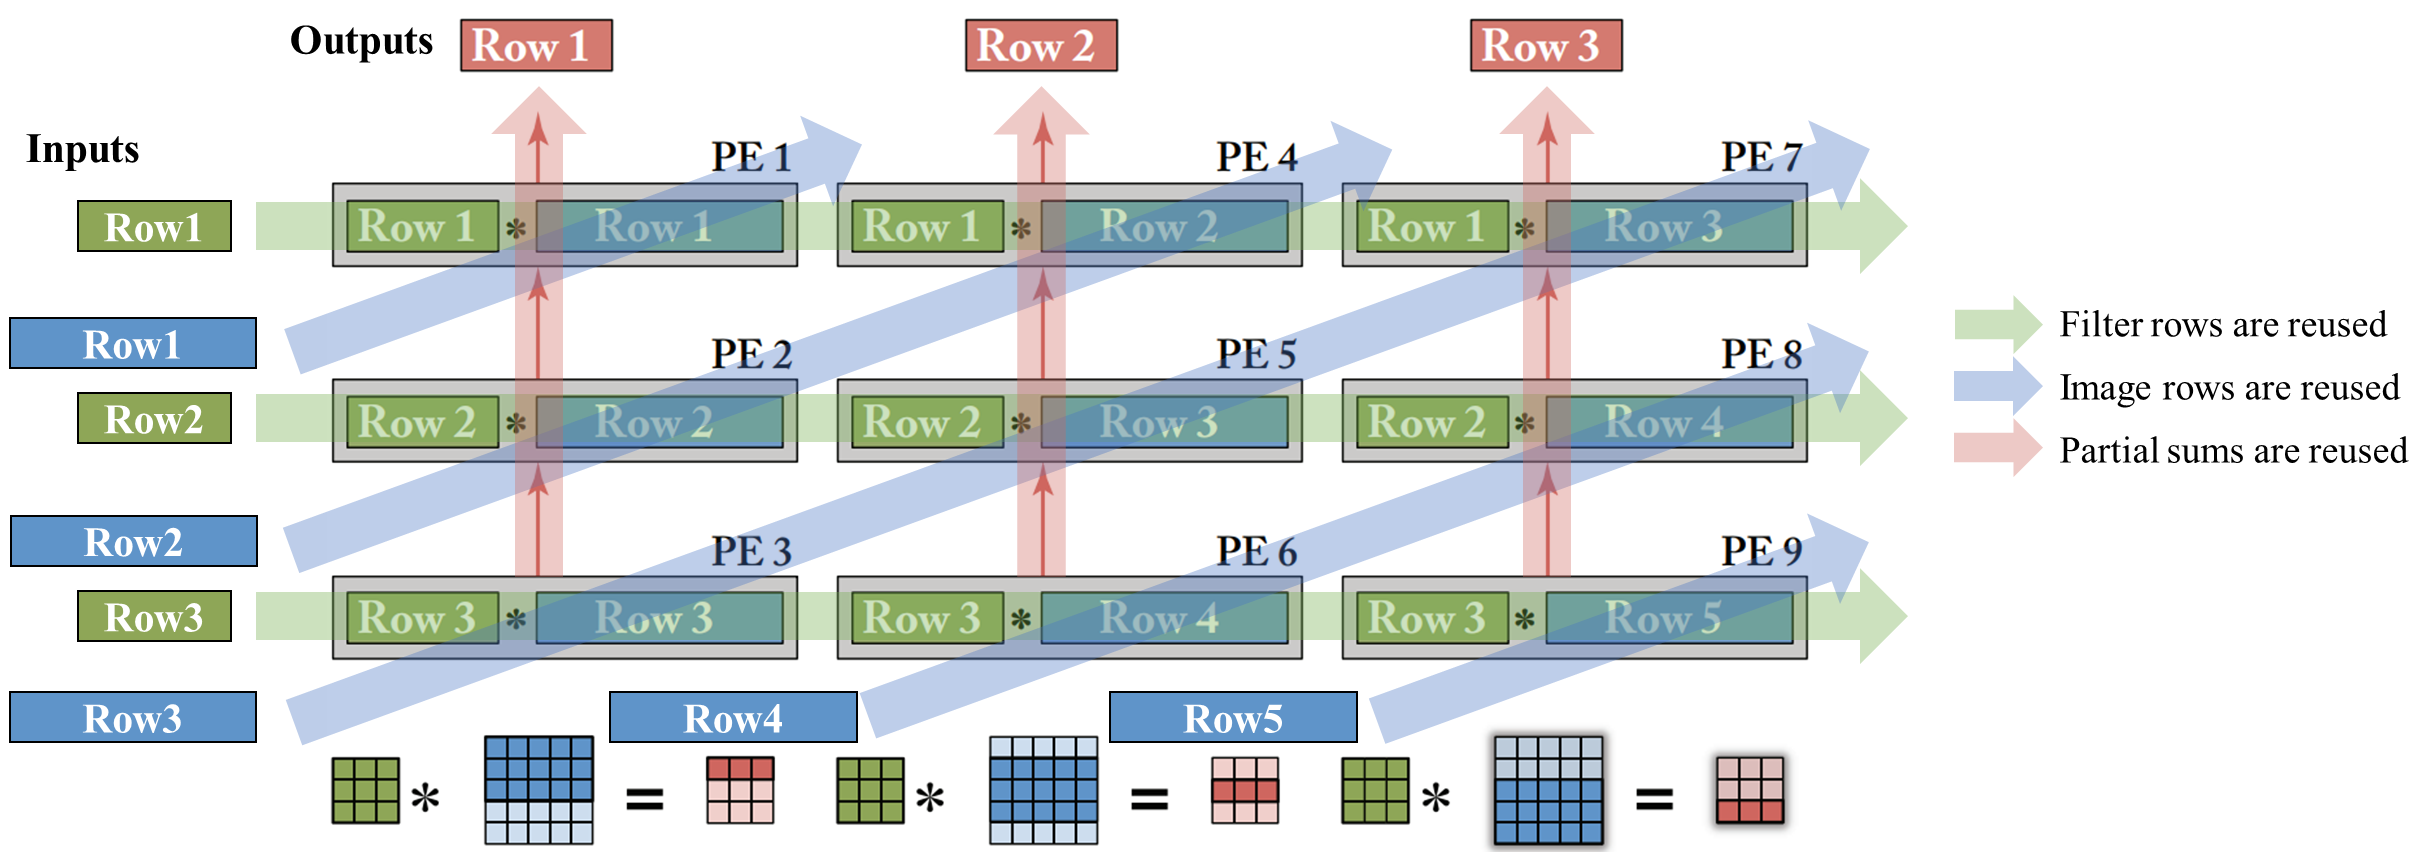 Outputs
Row 1
Row 2
Row 3
Inputs
PE 1
PE 4
PE 7
Row1
Row 1 * Row 1
Row 1 * Row 2
Row 1 * Row 3
Row1
PE 2
PE 5
PE 8
Filter rows are reused
Image rows are reused
Partial sums are reused
Row2
Row 2 * Row 2
Row 2 * Row 3
Row 2 * Row 4
Row2
PE 3
PE 6
PE 9
Row3
Row 3 * Row 3
Row 3 * Row 4
Row 3 * Row 5
Row3
Row4
Row5
* =
* =
* =